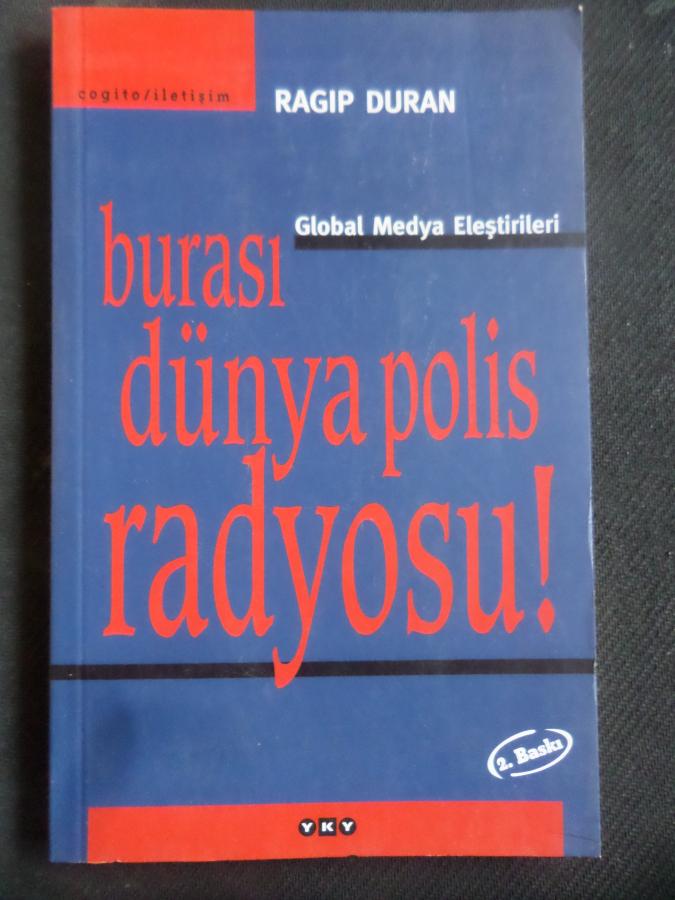 cogito/iletişim
RAGIP DURAN
Global Medya Eleştirileri
burası
dünya polis
radyosu!
2. Baskı
YKY